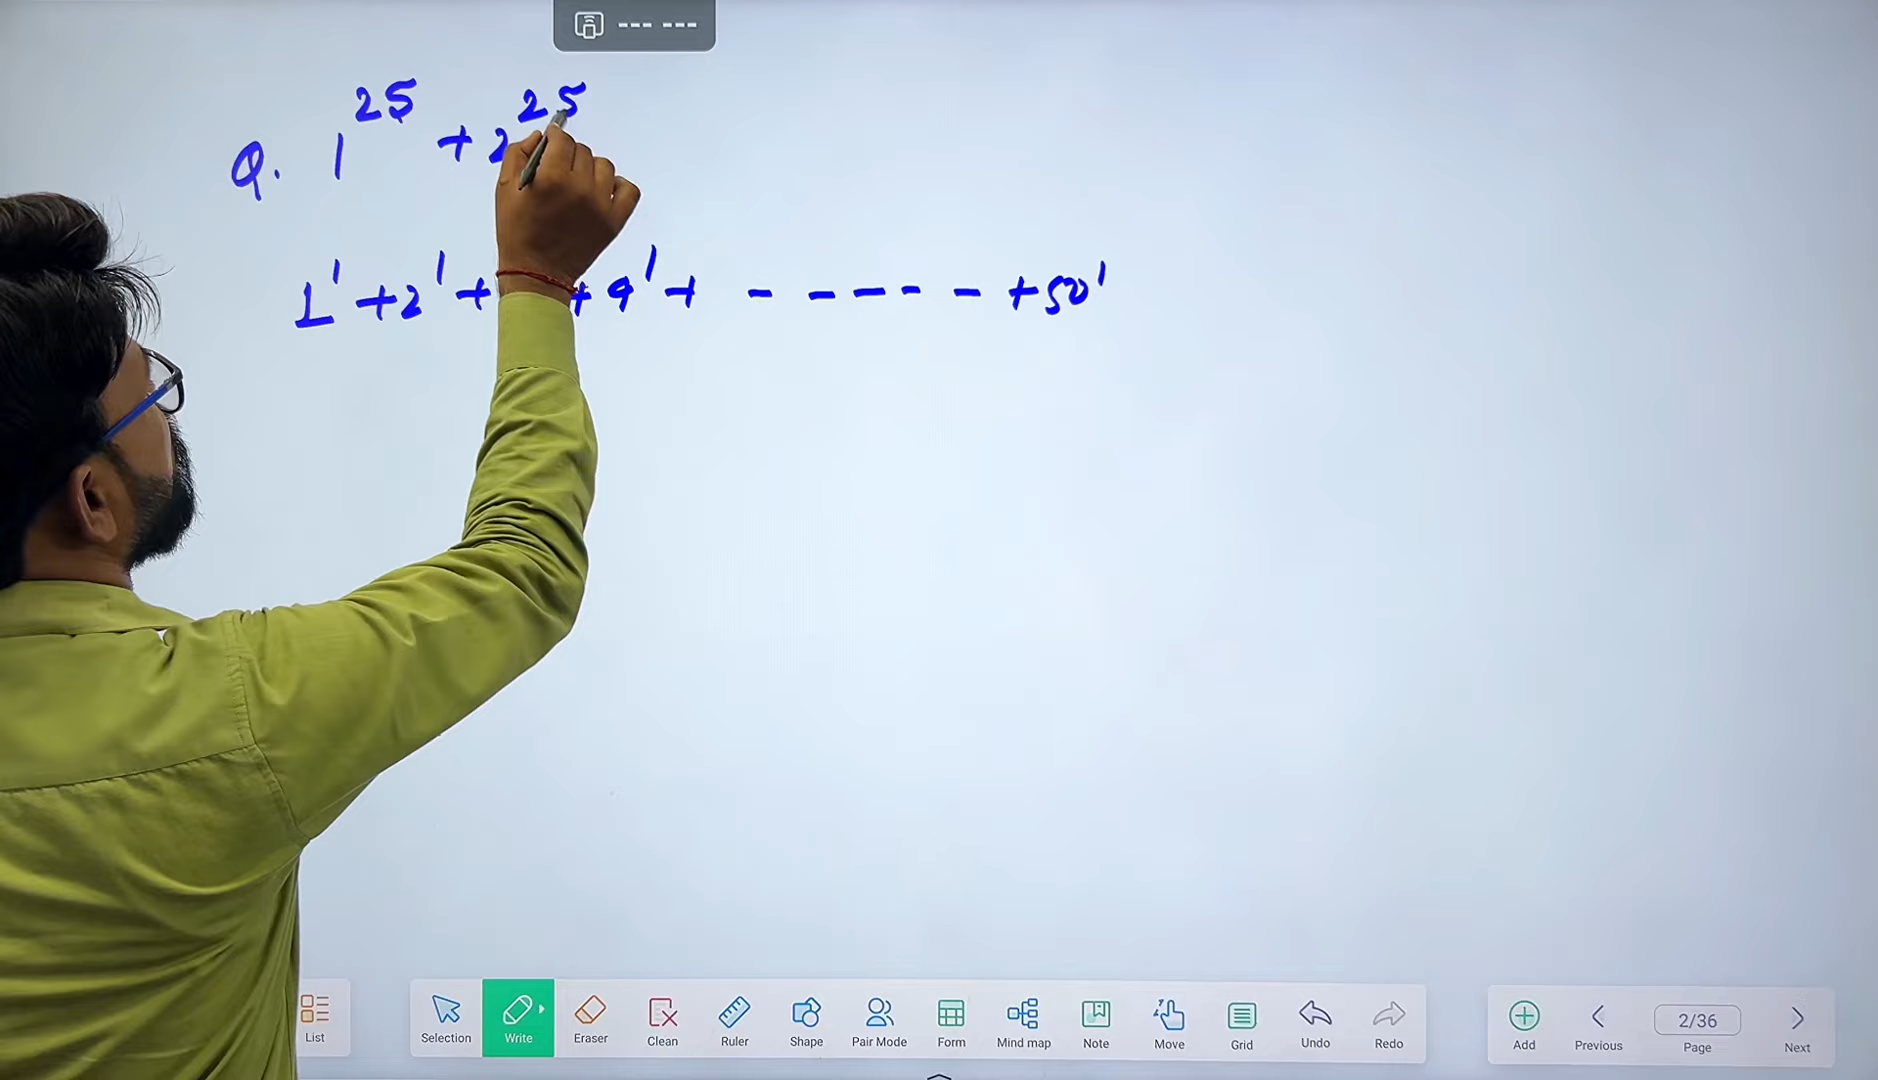 --- ---
Q. 1^25 + 2^25
1^1 + 2^1 + + 4^1 + - - - - - + 50^1
List
Selection Write Eraser Clean Ruler Shape Pair Mode Form Mind map Note Move Grid Undo Redo
Add Previous 2/36 Page Next